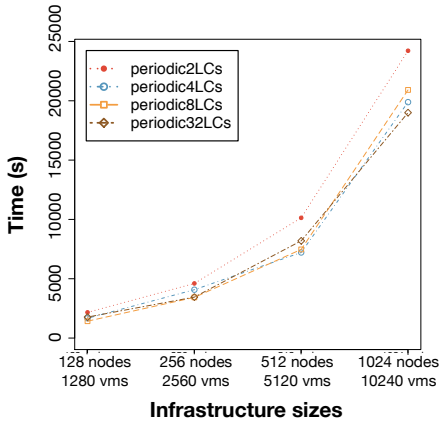 25000
20000
15000
10000
5000
0
Time (s)
periodic2LCs
periodic4LCs
periodic8LCs
periodic32LCs
128 nodes 256 nodes 512 nodes 1024 nodes
1280 vms 2560 vms 5120 vms 10240 vms
Infrastructure sizes